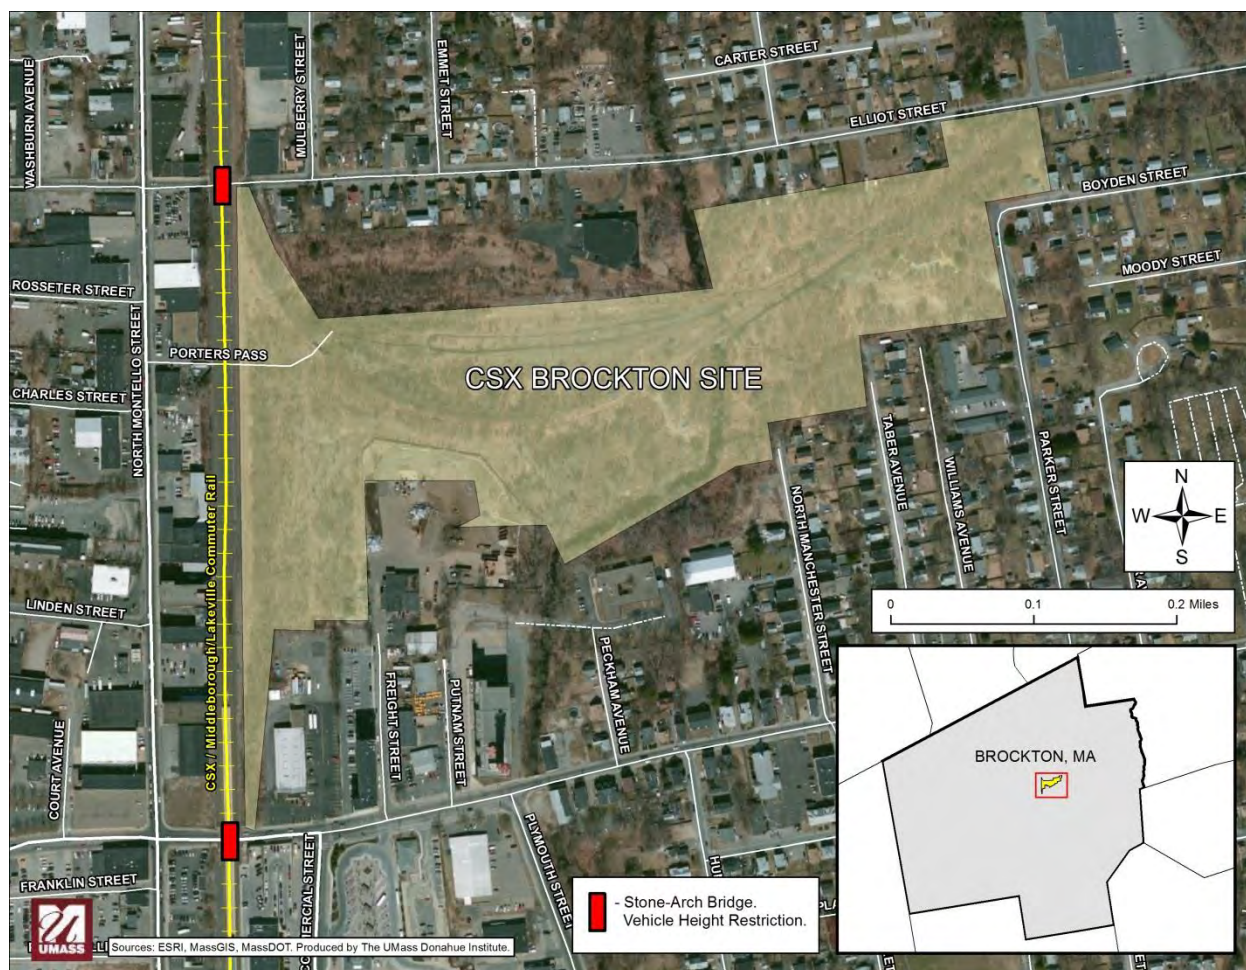 CARTER STREET
ELLIOT STREET
EMMET STREET
MULBERRY STREET
WASHBURN AVENUE
BOYDEN STREET
MOODY STREET
ROSSETER STREET
PORTERS PASS
CHARLES STREET
NORTH MONTELLO STREET
CSX BROCKTON SITE
TABER AVENUE
WILLIAMS AVENUE
PARKER STREET
NORTH MANCHESTER STREET
N
W E
S
0 0.1 0.2 Miles
LINDEN STREET
CSX / Middleborough/Lakeville Commuter Rail
FREIGHT STREET
PUTNAM STREET
PECKHAM AVENUE
COURT AVENUE
PLYMOUTH STREET
BROCKTON, MA
FRANKLIN STREET
- Stone-Arch Bridge.
Vehicle Height Restriction.
UMASS
Sources: ESRI, MassGIS, MassDOT. Produced by The UMass Donahue Institute.